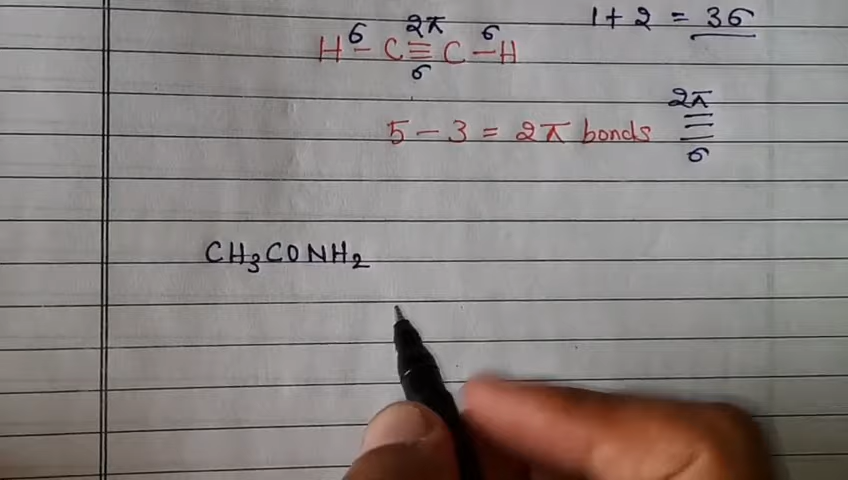 1 + 2 = 3σ
σ 2π σ
H - C ≡ C - H
σ
5 - 3 = 2π bonds
2π
≡
σ
CH₃CONH₂